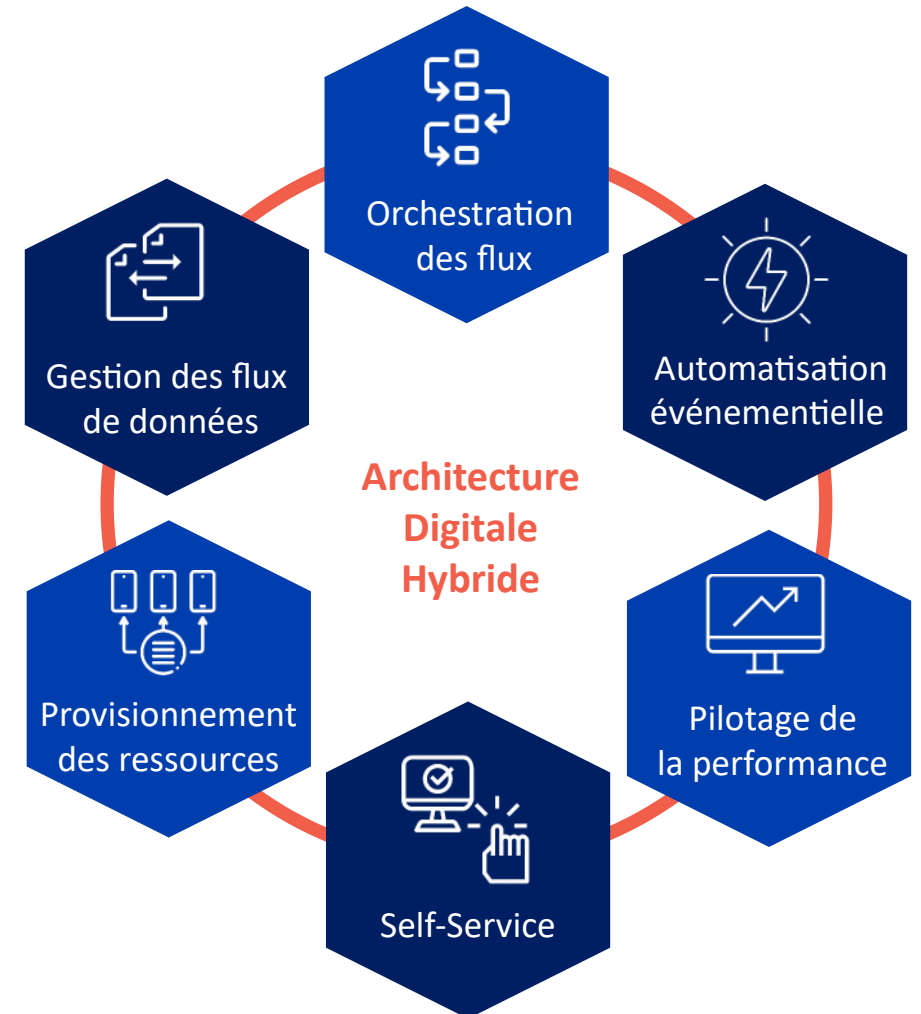 Orchestration
des flux
Gestion des flux
de données
Automatisation
événementielle
Architecture
Digitale
Hybride
Provisionnement
des ressources
Pilotage de
la performance
Self-Service